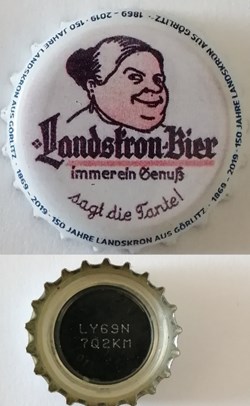 1869 - 2019 - 150 JAHRE LANDSKRON AUS GÖRLITZ - 1869 - 2019 - 150 JAHRE LANDSKRON AUS GÖRLITZ - 1869 - 2019 - 150 JAHRE LANDSKRON AUS GÖRLITZ -
Landskron-Bier
immer ein Genuß
sagt die Tante!
LY69N
7Q2KM